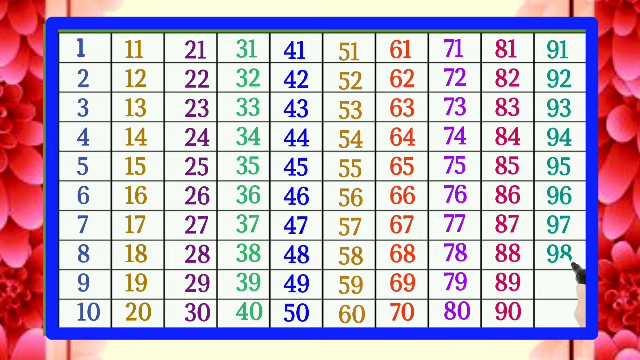 1 11 21 31 41 51 61 71 81 91
2 12 22 32 42 52 62 72 82 92
3 13 23 33 43 53 63 73 83 93
4 14 24 34 44 54 64 74 84 94
5 15 25 35 45 55 65 75 85 95
6 16 26 36 46 56 66 76 86 96
7 17 27 37 47 57 67 77 87 97
8 18 28 38 48 58 68 78 88 98
9 19 29 39 49 59 69 79 89
10 20 30 40 50 60 70 80 90